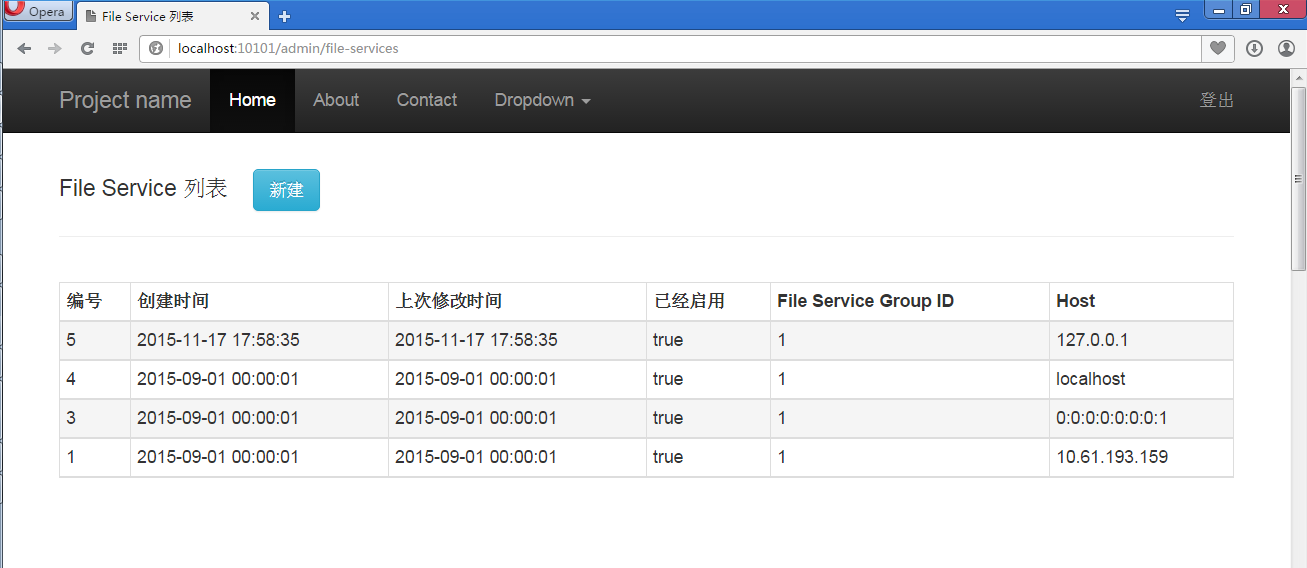 Opera
File Service 列表
localhost:10101/admin/file-services
Project name Home About Contact Dropdown 登出
File Service 列表 新建
编号 创建时间 上次修改时间 已经启用 File Service Group ID Host
5 2015-11-17 17:58:35 2015-11-17 17:58:35 true 1 127.0.0.1
4 2015-09-01 00:00:01 2015-09-01 00:00:01 true 1 localhost
3 2015-09-01 00:00:01 2015-09-01 00:00:01 true 1 0:0:0:0:0:0:0:1
1 2015-09-01 00:00:01 2015-09-01 00:00:01 true 1 10.61.193.159